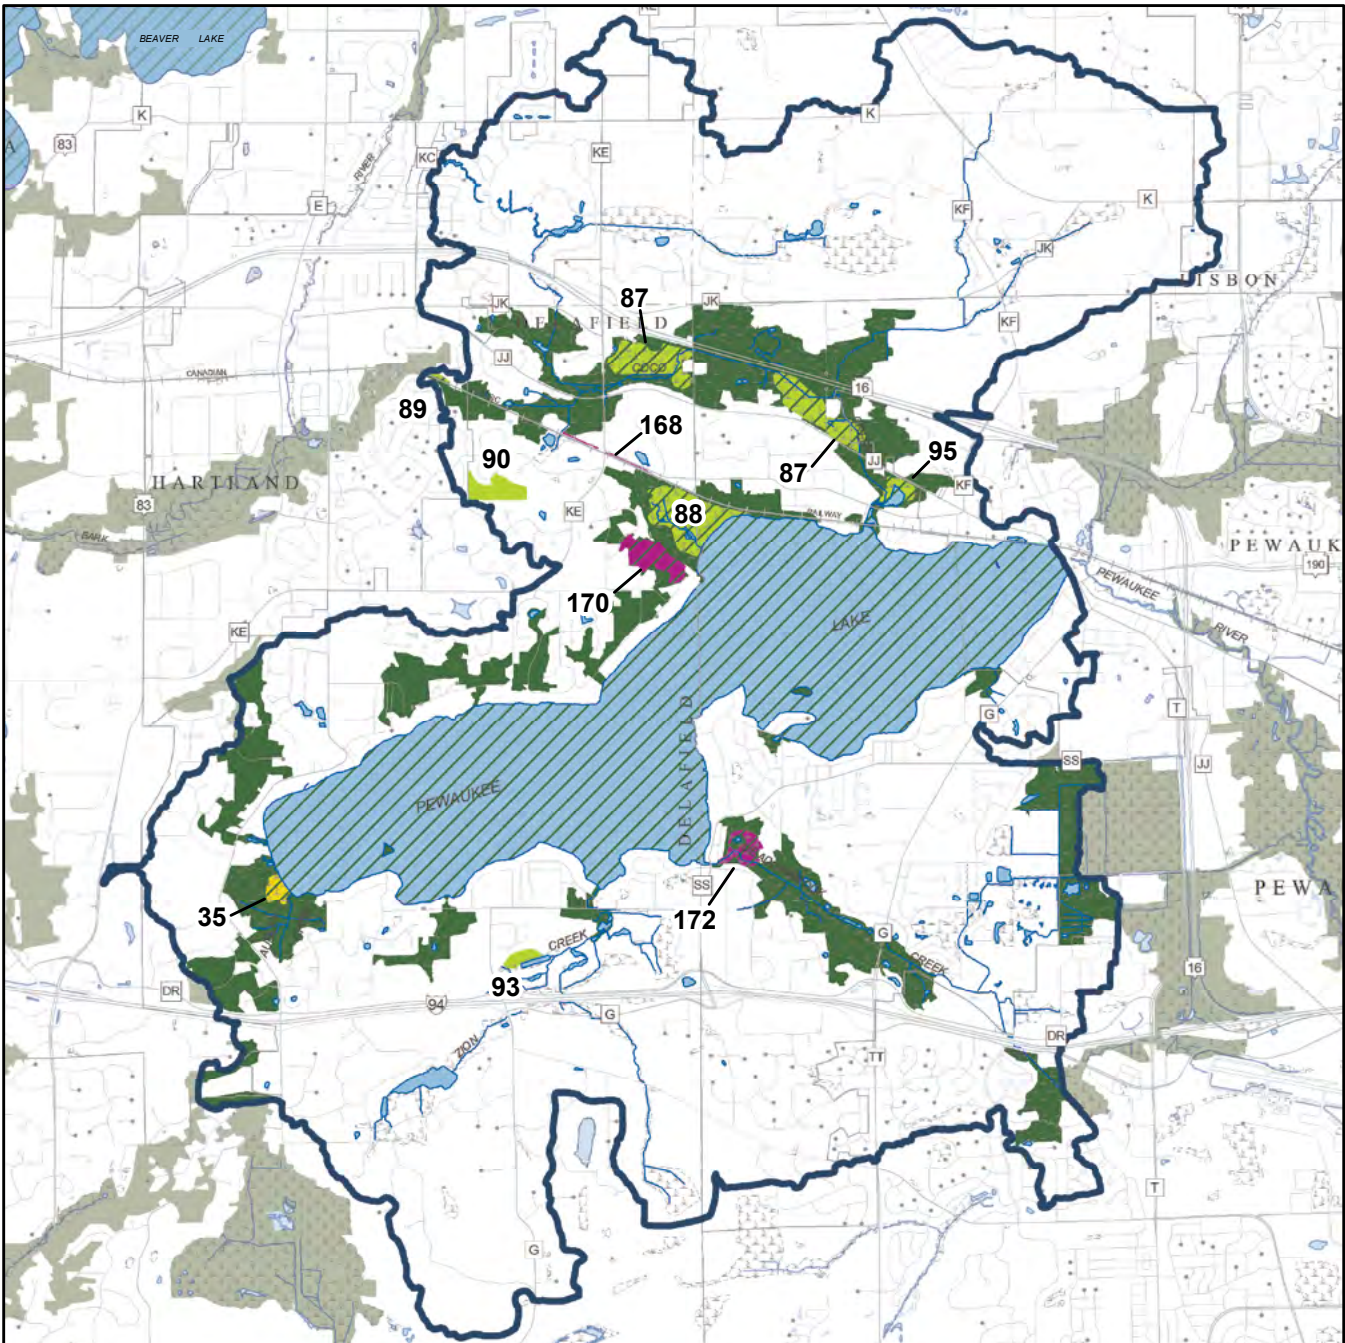 KE
BEAVER LAKE
K
K
83
KC
KE
RIVER
E
KF
K
JK
LISBON
87
JK
JK
DELAFIELD
KF
JJ
CANADIAN
COCO
16
89
168
90
87
JJ
95
HARTLAND
KF
83
88
KE
RAILWAY
BARK
PEWAUK
190
170
PEWAUKEE
RIVER
LAKE
KE
G
T
DELAFIELD
SS
JJ
PEWAUKEE
SS
PEWA
35
172
G
CREEK
CREEK
16
93
DR
94
G
DR
ZION
TT
T
G